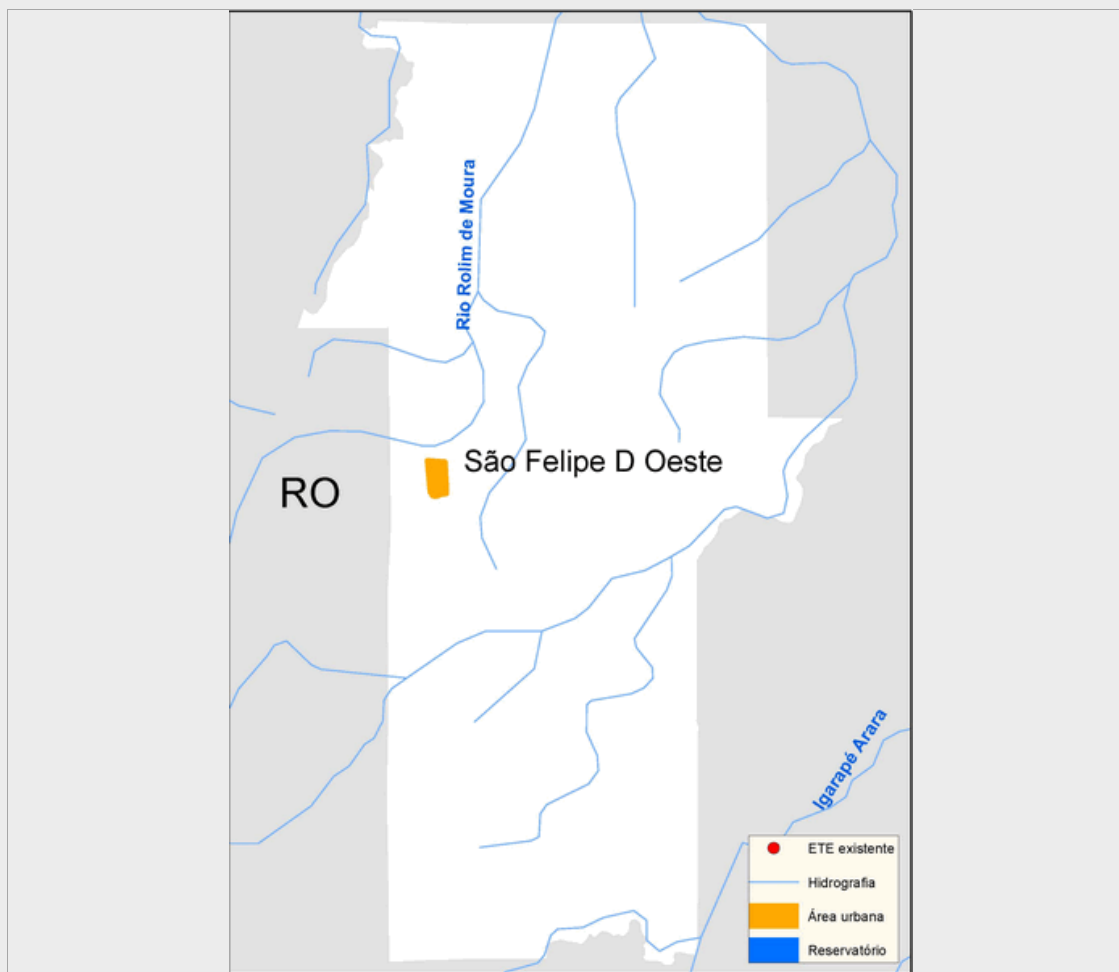 Rio Rolim de Moura
São Felipe D Oeste
RO
Igarapé Arara
ETE existente
Hidrografia
Área urbana
Reservatório